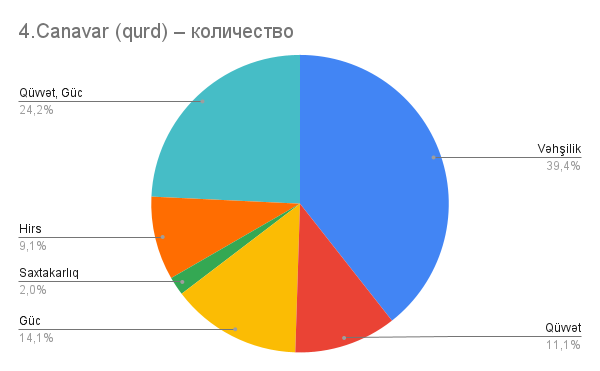 4.Canavar (qurd) – количество
Qüvvət, Güc
24,2%
Vəhşilik
39,4%
Hirs
9,1%
Saxtakarlıq
2,0%
Güc
14,1%
Qüvvət
11,1%